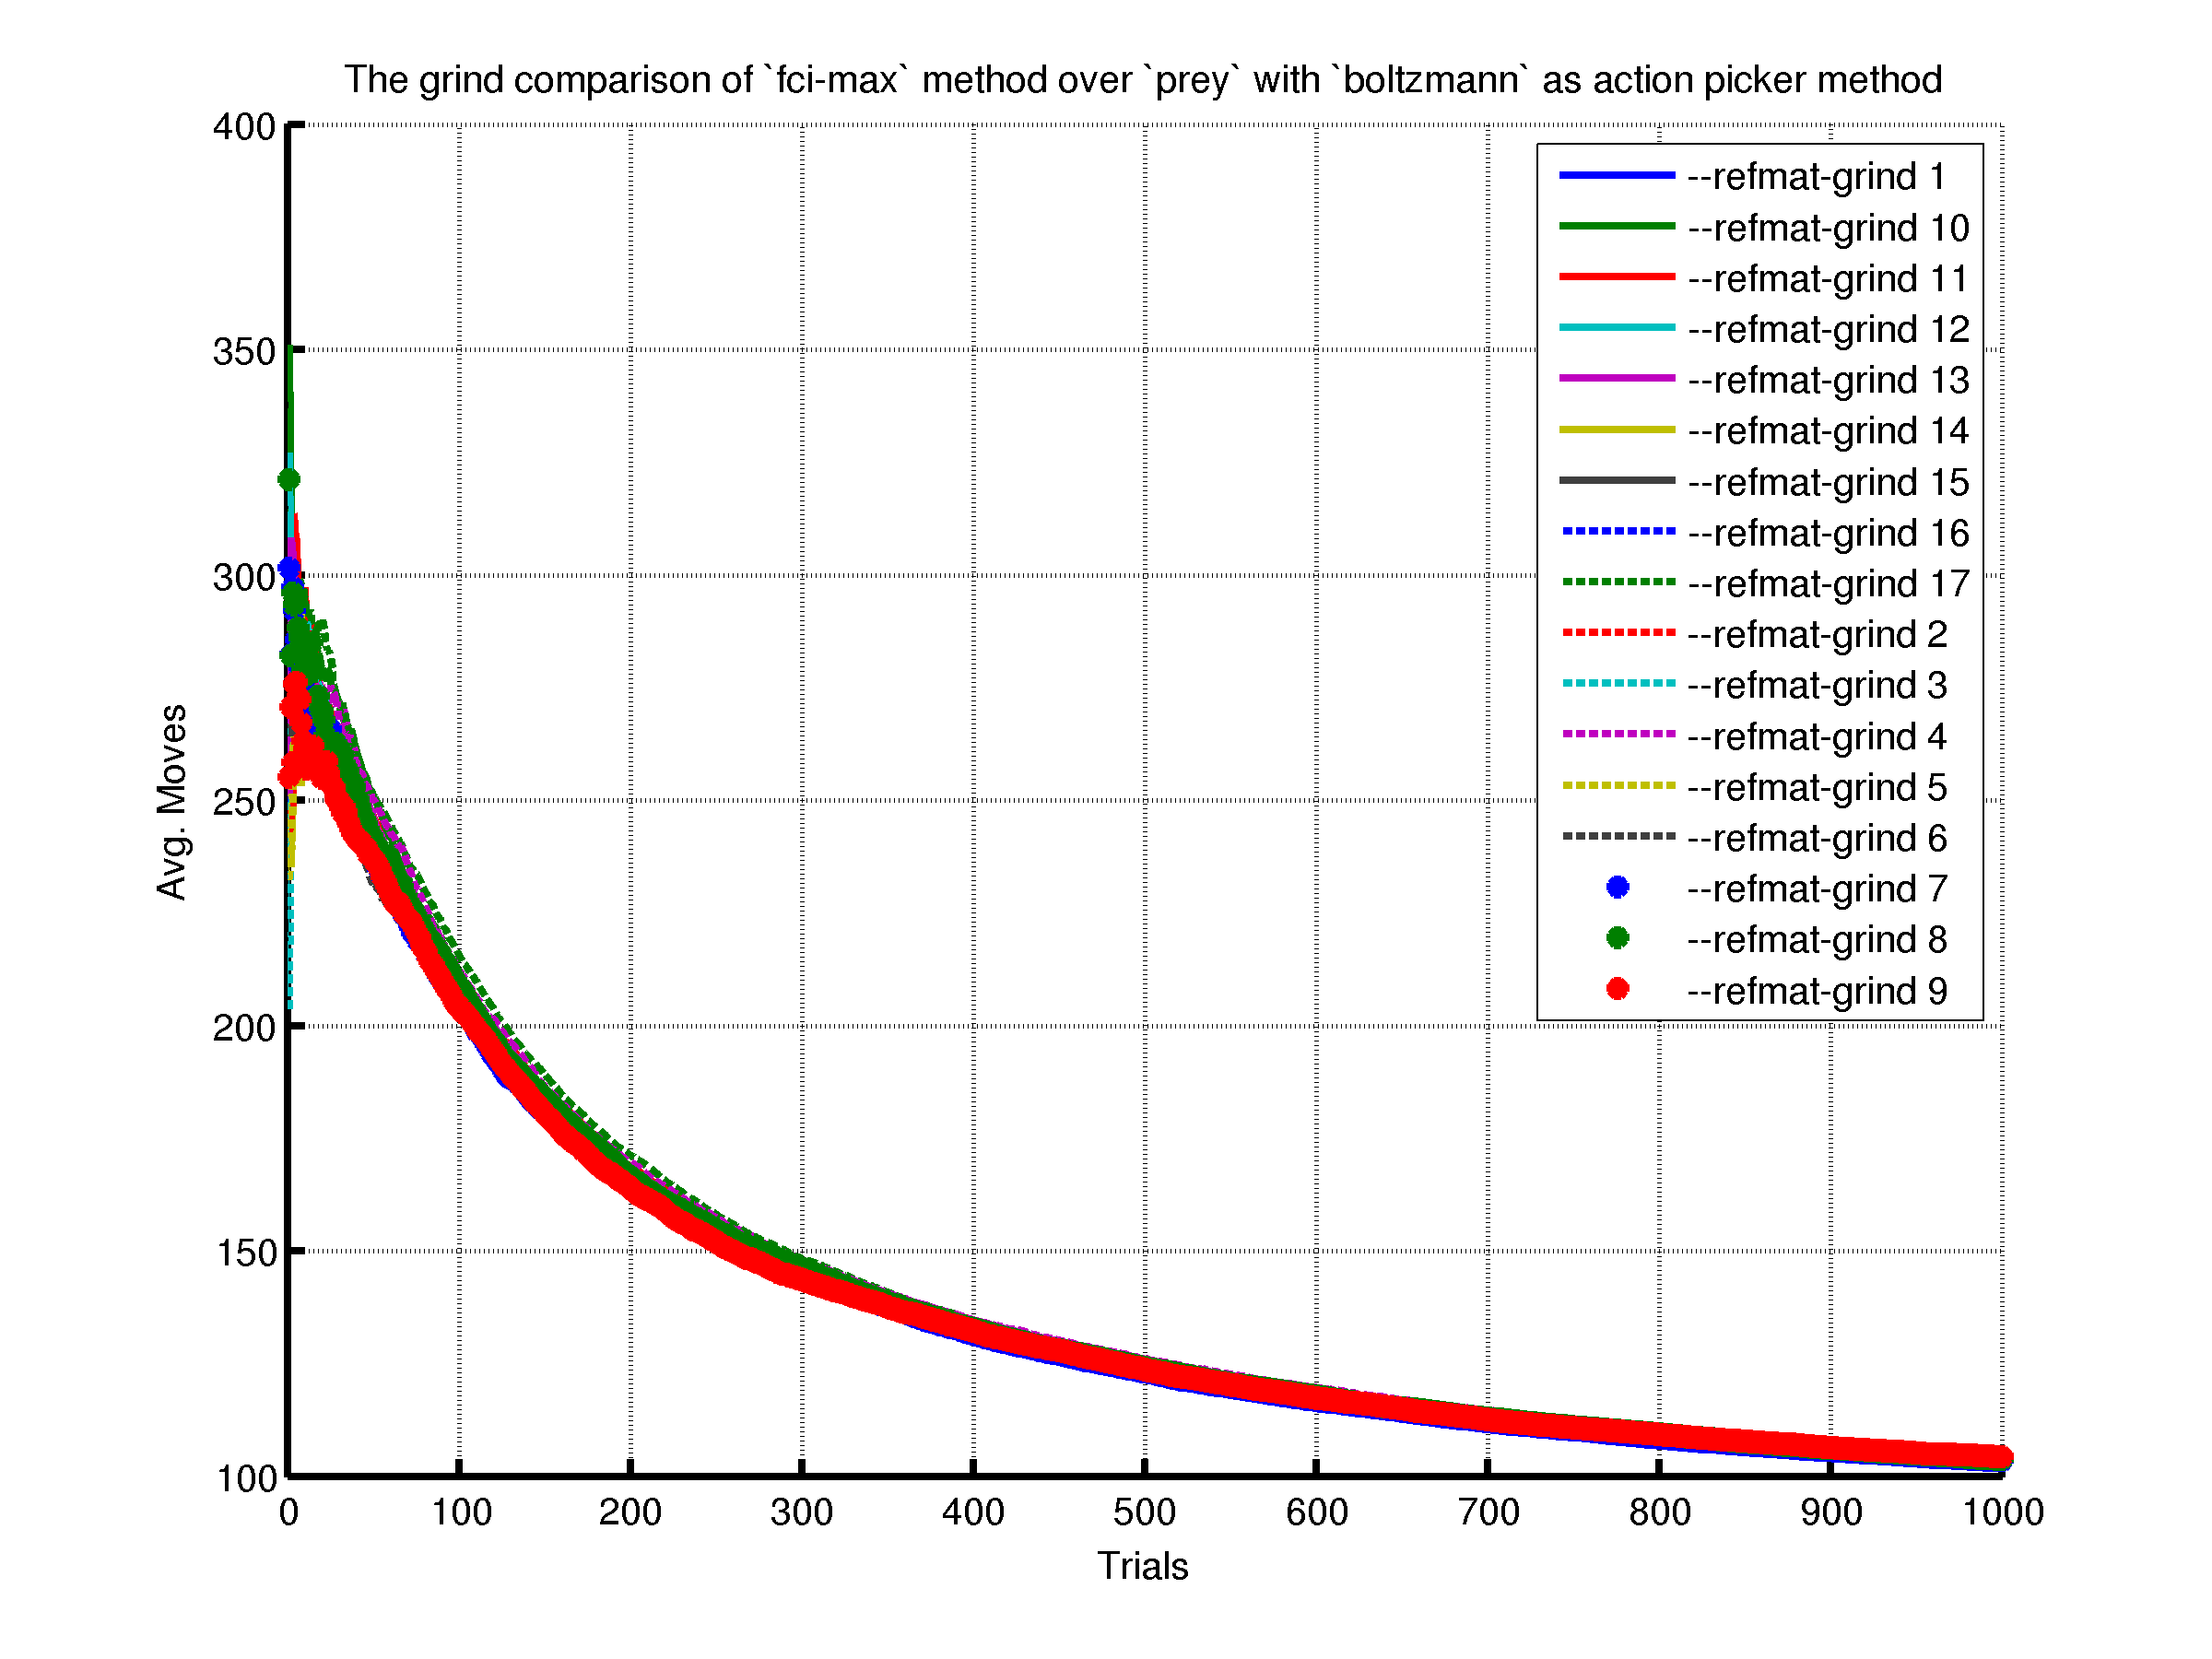 The grind comparison of `fci-max` method over `prey` with `boltzmann` as action picker method
400
350
300
250
200
150
100
Avg. Moves
0 100 200 300 400 500 600 700 800 900 1000
Trials
--refmat-grind 1
--refmat-grind 10
--refmat-grind 11
--refmat-grind 12
--refmat-grind 13
--refmat-grind 14
--refmat-grind 15
--refmat-grind 16
--refmat-grind 17
--refmat-grind 2
--refmat-grind 3
--refmat-grind 4
--refmat-grind 5
--refmat-grind 6
--refmat-grind 7
--refmat-grind 8
--refmat-grind 9